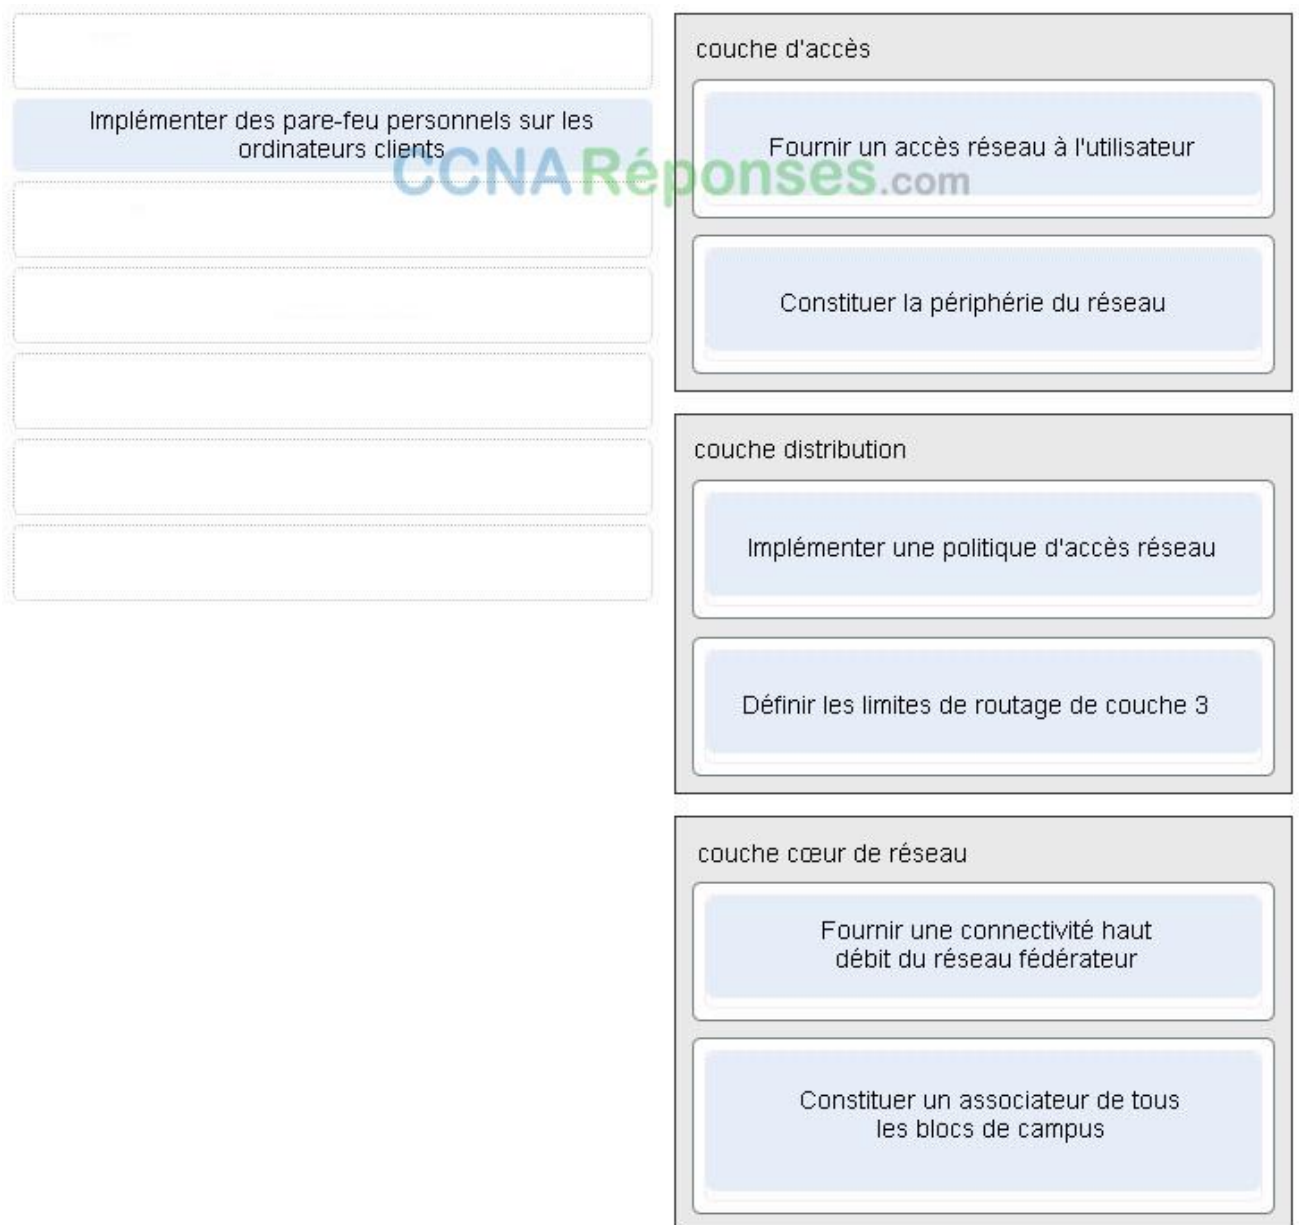 Implémenter des pare-feu personnels sur les
ordinateurs clients
CCNARéponses.com
couche d'accès
Fournir un accès réseau à l'utilisateur
Constituer la périphérie du réseau
couche distribution
Implémenter une politique d'accès réseau
Définir les limites de routage de couche 3
couche cœur de réseau
Fournir une connectivité haut
débit du réseau fédérateur
Constituer un associateur de tous
les blocs de campus